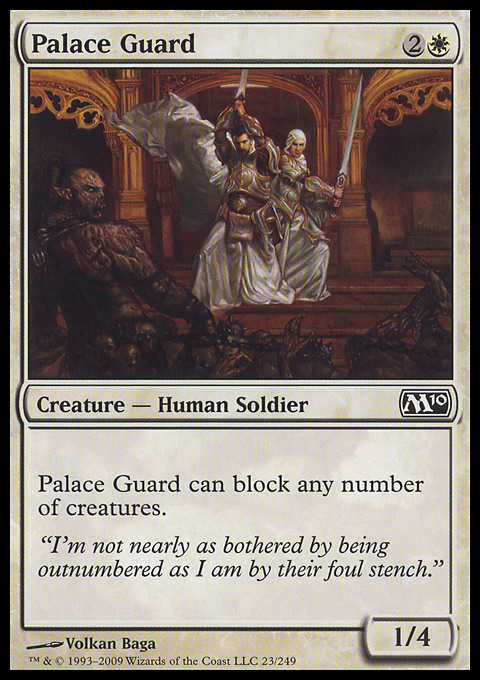 Palace Guard 2
Creature — Human Soldier M10
Palace Guard can block any number
of creatures.
“I’m not nearly as bothered by being
outnumbered as I am by their foul stench.”
Volkan Baga
1/4
™ & © 1993–2009 Wizards of the Coast LLC 23/249